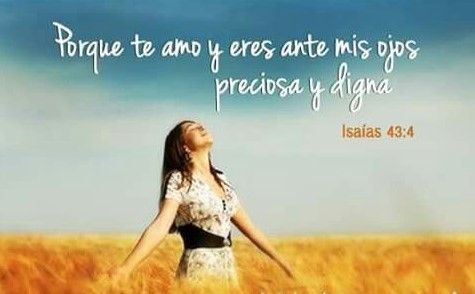 Porque te amo y eres ante mis ojos
preciosa y digna
Isaías 43:4